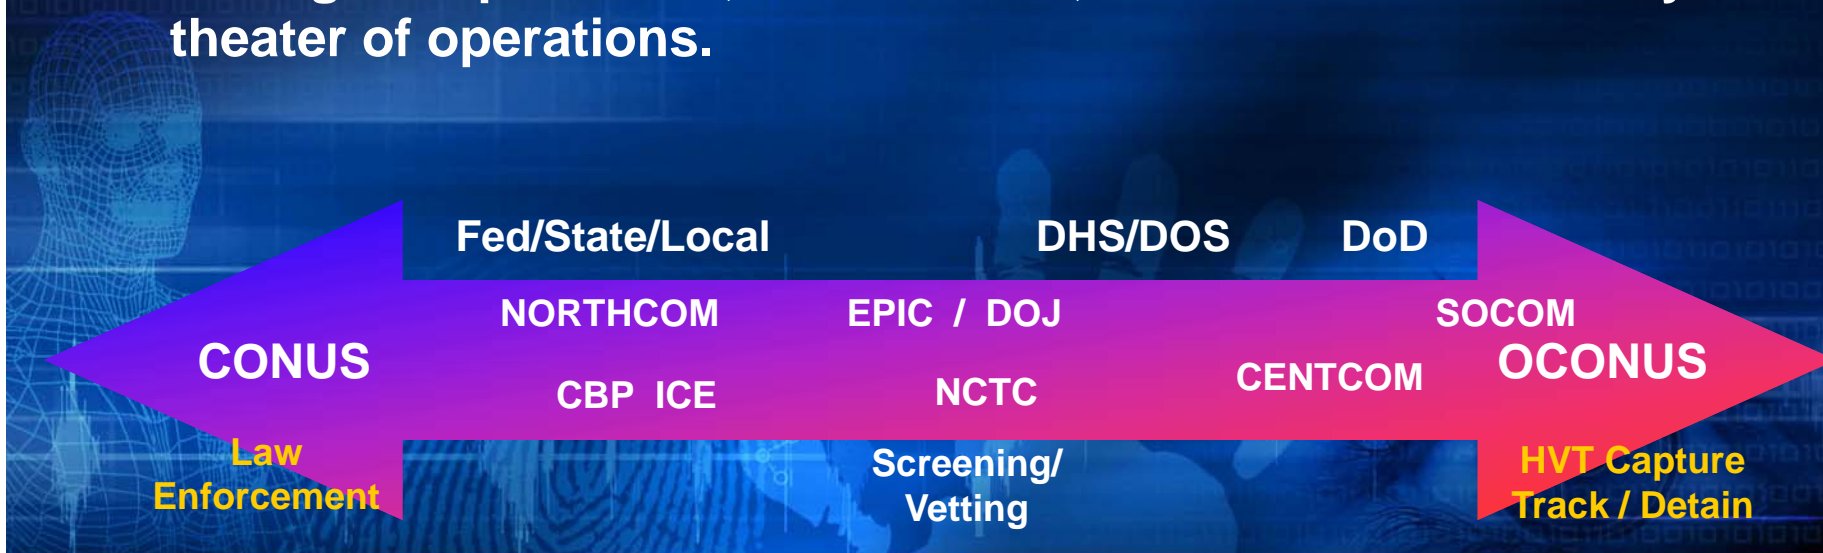 theater of operations.
Fed/State/Local DHS/DOS DoD
NORTHCOM EPIC / DOJ SOCOM
CONUS OCONUS
CBP ICE NCTC CENTCOM
Law
Enforcement
Screening/
Vetting
HVT Capture
Track / Detain